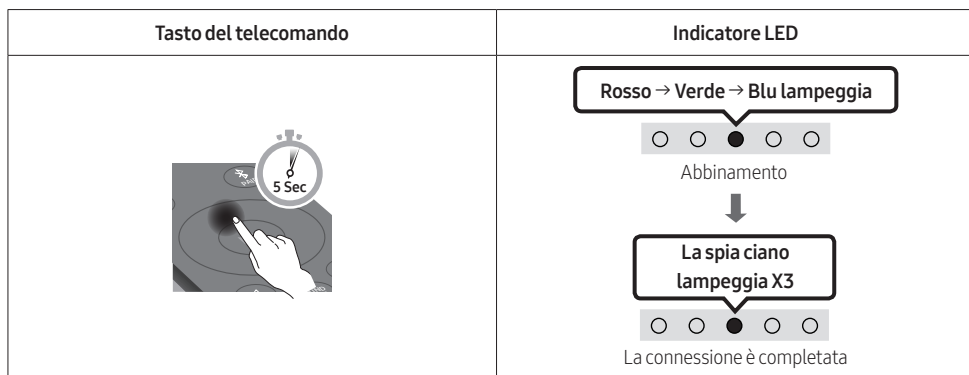 Tasto del telecomando
Indicatore LED
5 Sec
Rosso → Verde → Blu lampeggia
Abbinamento
La spia ciano
lampeggia X3
La connessione è completata